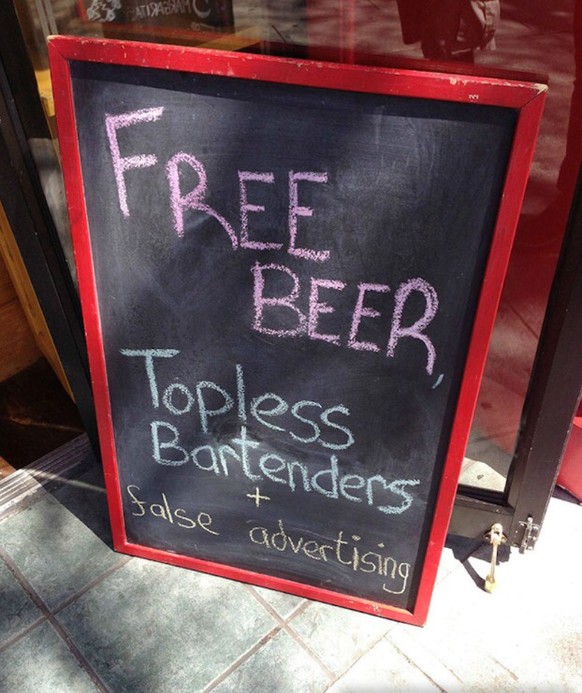 FREE
BEER,
Topless
Bartenders
+
false advertising